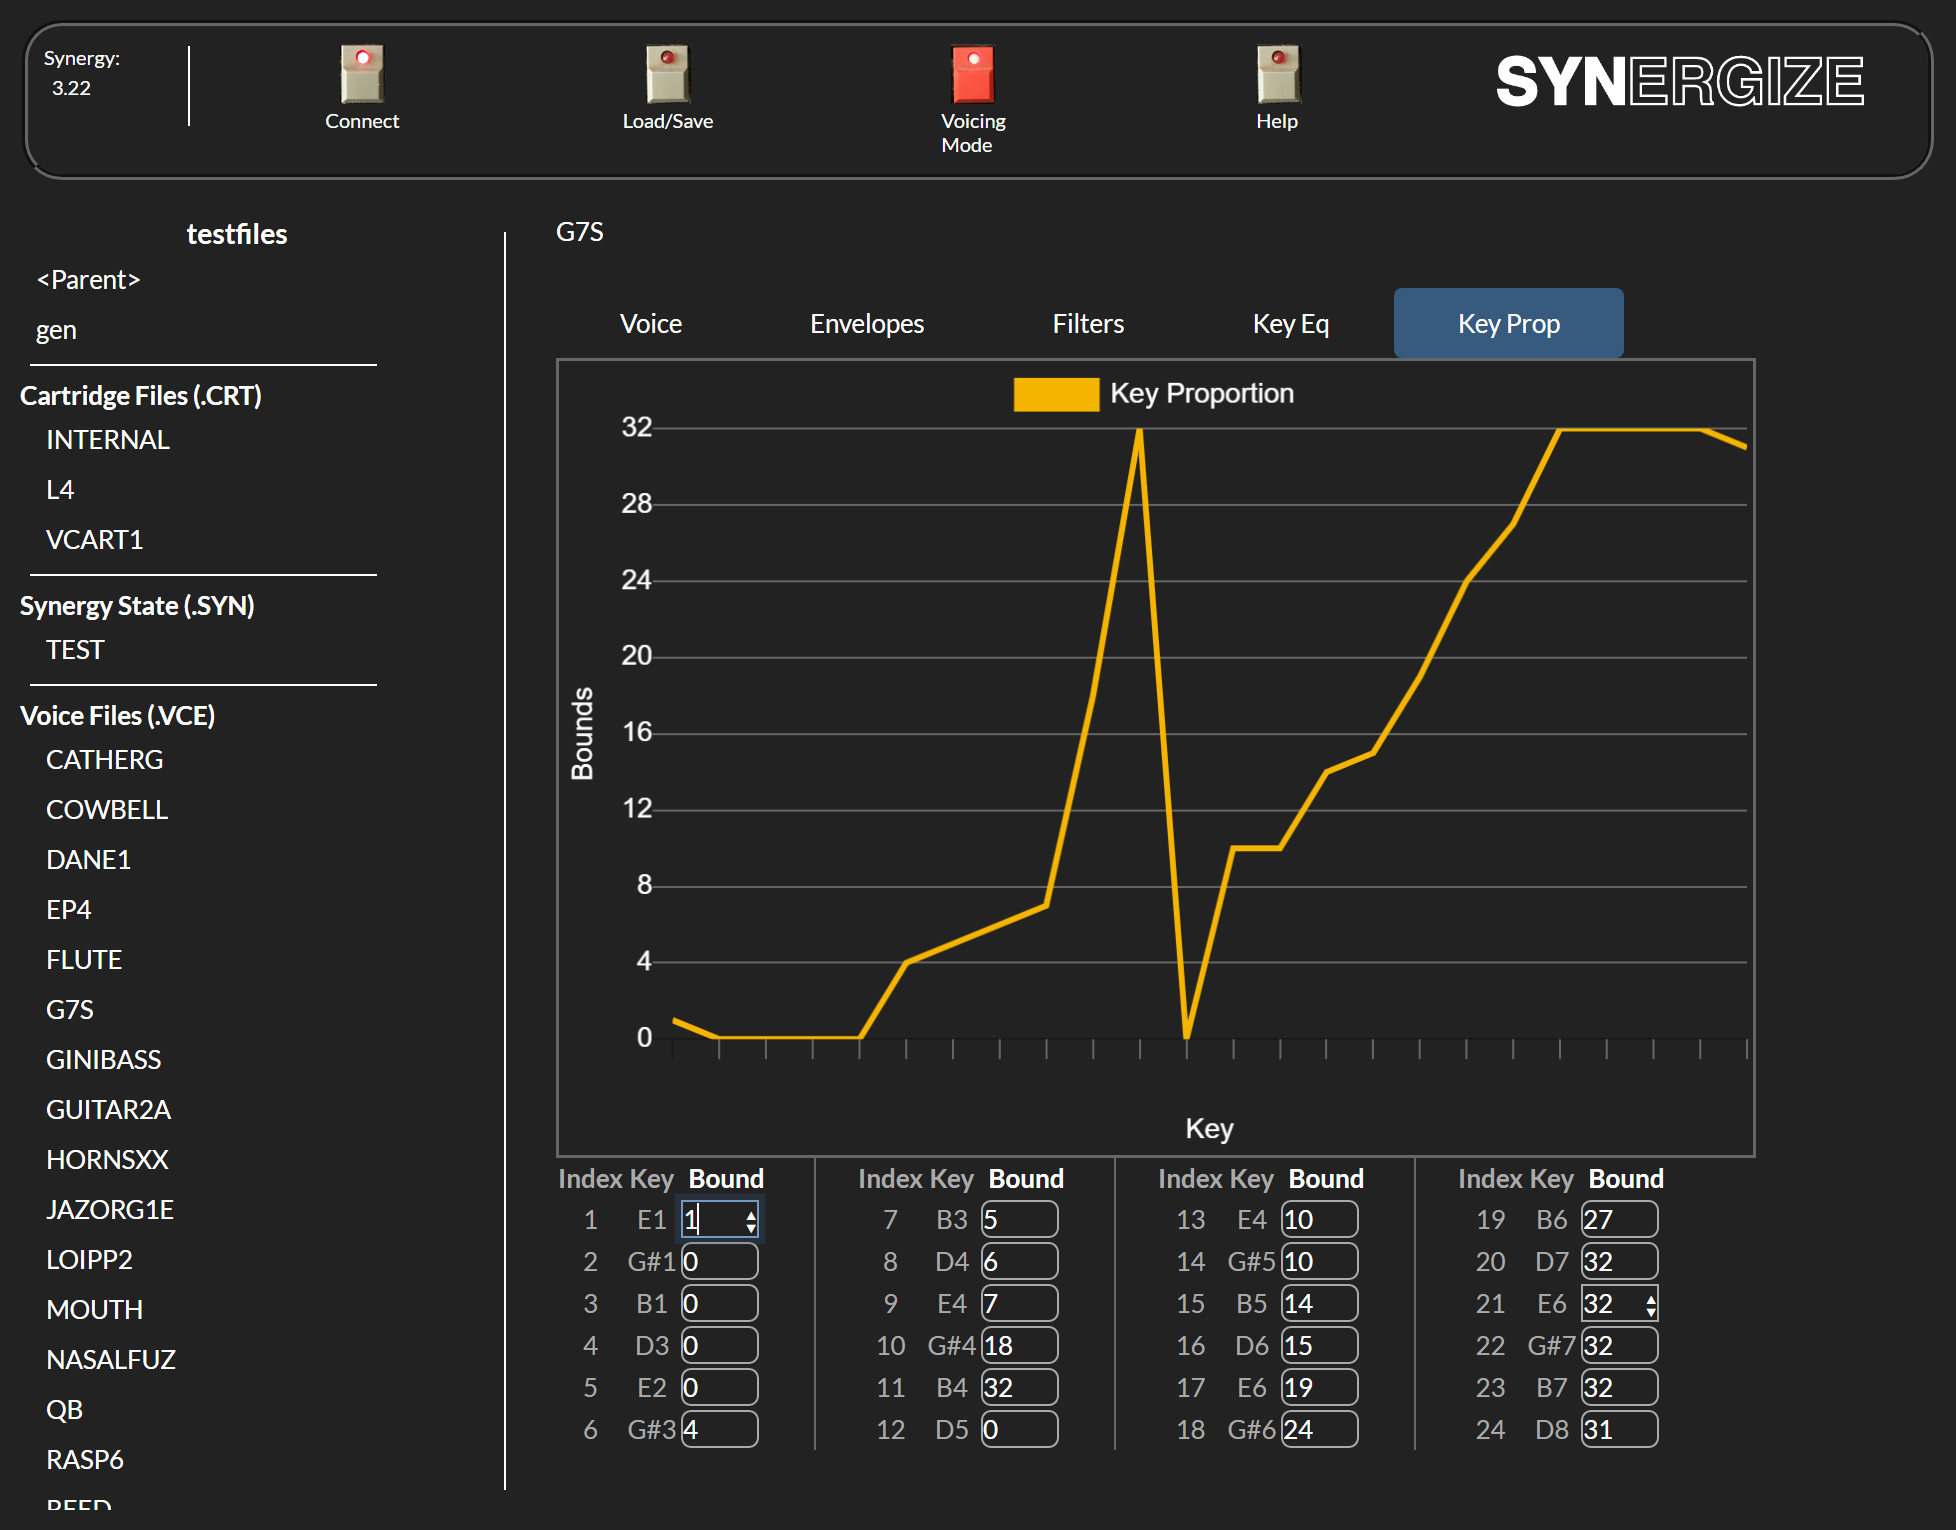 Synergy:
3.22
Connect
Load/Save
Voicing
Mode
Help
SYNERGIZE
testfiles
<Parent>
gen
Cartridge Files (.CRT)
INTERNAL
L4
VCART1
Synergy State (.SYN)
TEST
Voice Files (.VCE)
CATHERG
COWBELL
DANE1
EP4
FLUTE
G7S
GINIBASS
GUITAR2A
HORNSXX
JAZORG1E
LOIPP2
MOUTH
NASALFUZ
QB
RASP6
REED
G7S
Voice Envelopes Filters Key Eq Key Prop
Key Proportion
32
28
24
20
16
12
8
4
0
Bounds
Key
Index Key Bound
1 E1 1
2 G#1 0
3 B1 0
4 D3 0
5 E2 0
6 G#3 4
Index Key Bound
7 B3 5
8 D4 6
9 E4 7
10 G#4 18
11 B4 32
12 D5 0
Index Key Bound
13 E4 10
14 G#5 10
15 B5 14
16 D6 15
17 E6 19
18 G#6 24
Index Key Bound
19 B6 27
20 D7 32
21 E6 32
22 G#7 32
23 B7 32
24 D8 31